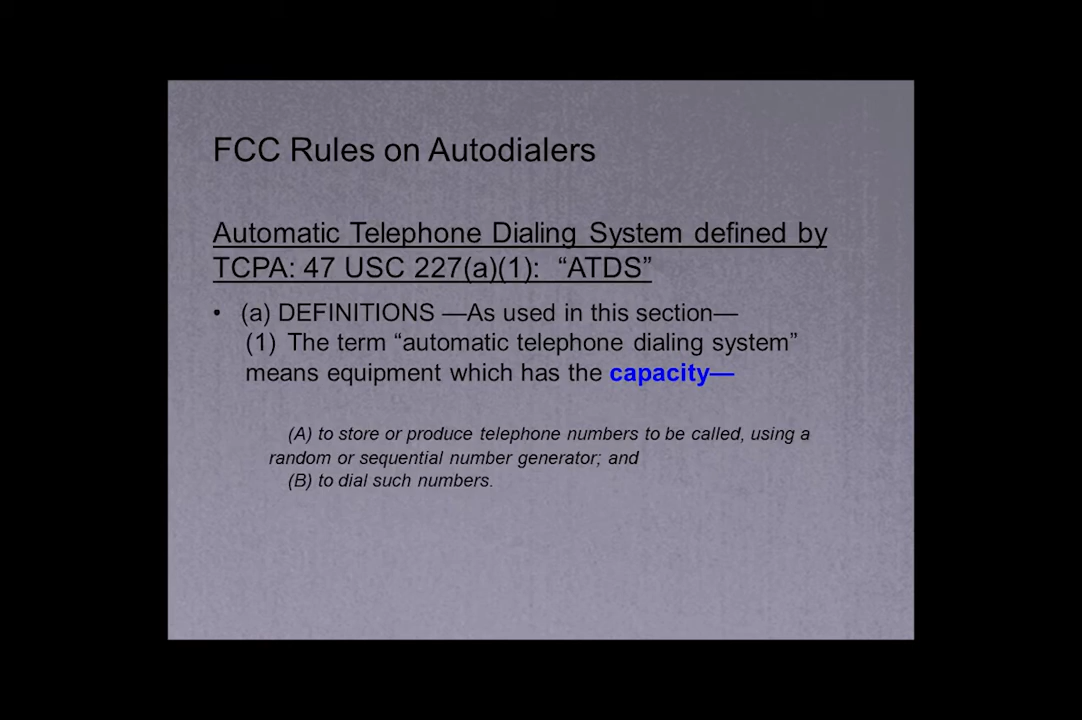 FCC Rules on Autodialers
Automatic Telephone Dialing System defined by
TCPA: 47 USC 227(a)(1): “ATDS”
• (a) DEFINITIONS —As used in this section—
(1) The term “automatic telephone dialing system”
means equipment which has the capacity—
(A) to store or produce telephone numbers to be called, using a
random or sequential number generator; and
(B) to dial such numbers.